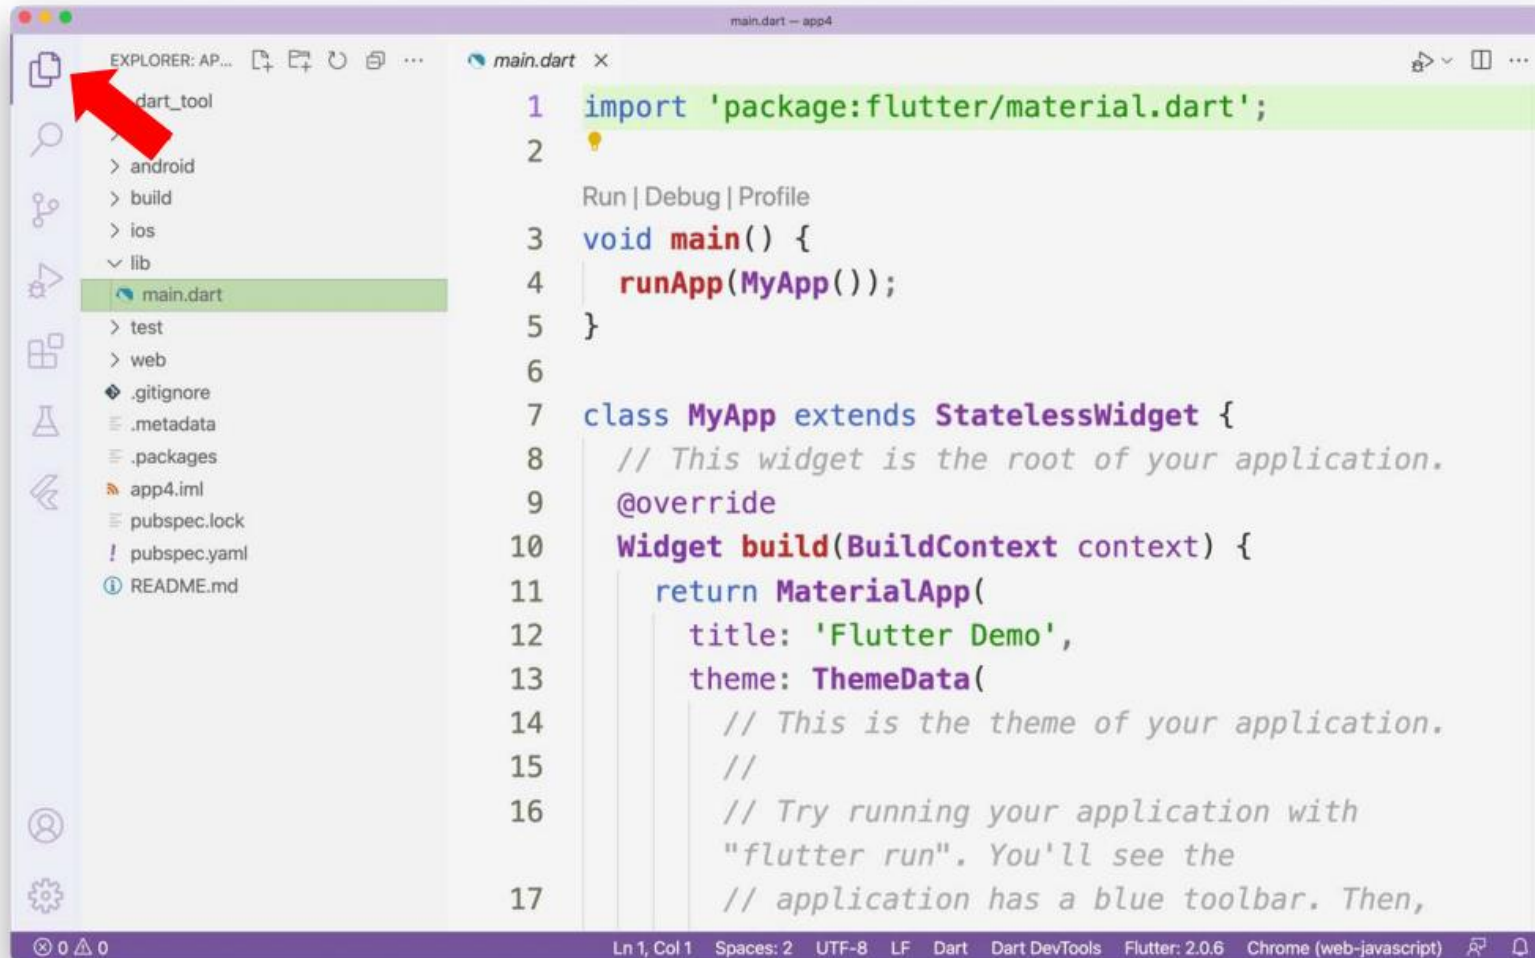 main.dart — app4
EXPLORER: AP...
.dart_tool
android
build
ios
lib
main.dart
test
web
.gitignore
.metadata
.packages
app4.iml
pubspec.lock
pubspec.yaml
README.md
main.dart
1 import 'package:flutter/material.dart';
2
Run | Debug | Profile
3 void main() {
4 runApp(MyApp());
5 }
6
7 class MyApp extends StatelessWidget {
8 // This widget is the root of your application.
9 @override
10 Widget build(BuildContext context) {
11 return MaterialApp(
12 title: 'Flutter Demo',
13 theme: ThemeData(
14 // This is the theme of your application.
15 //
16 // Try running your application with
"flutter run". You'll see the
17 // application has a blue toolbar. Then,
0 0 Ln 1, Col 1 Spaces: 2 UTF-8 LF Dart Dart DevTools Flutter: 2.0.6 Chrome (web-javascript)